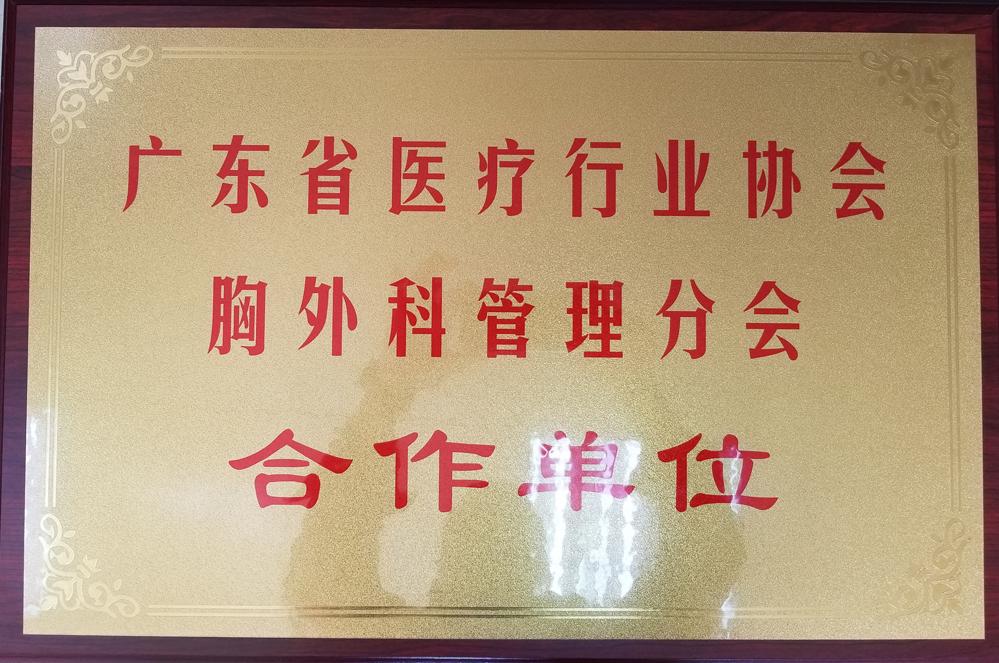 广东省医疗行业协会
胸外科管理分会
合作单位